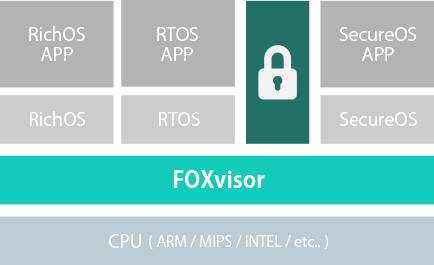 RichOS
APP
RTOS
APP
SecureOS
APP
RichOS
RTOS
SecureOS
FOXvisor
CPU ( ARM / MIPS / INTEL / etc.. )